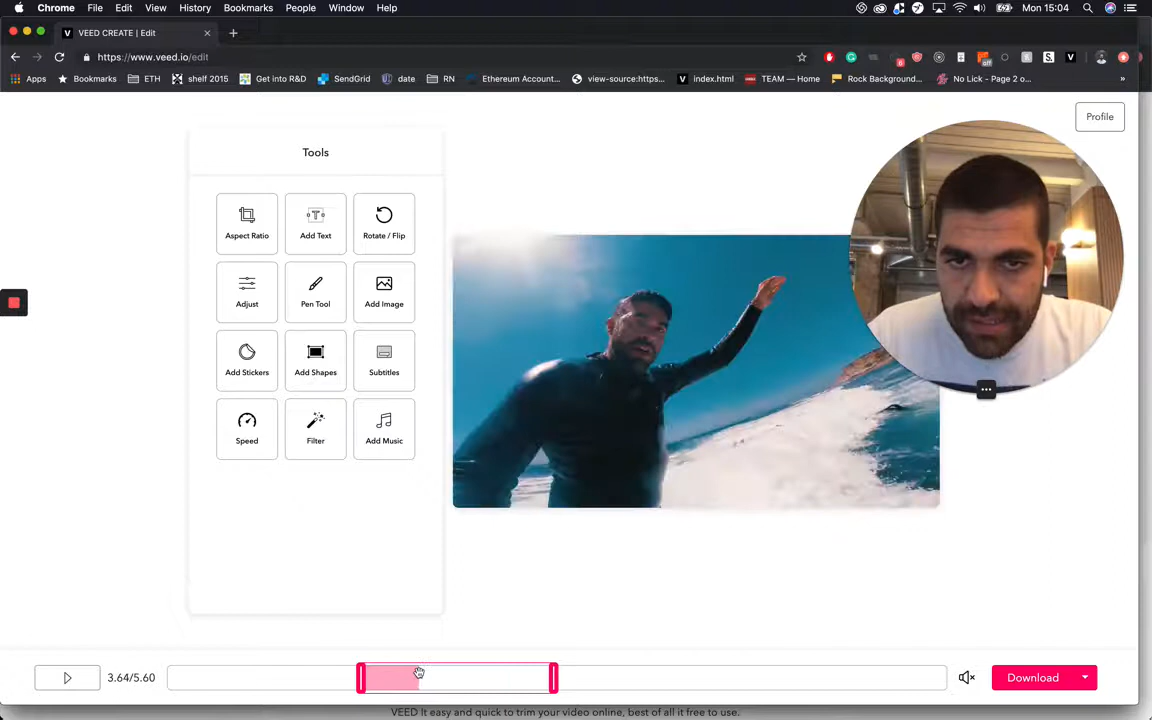 Chrome File Edit View History Bookmarks People Window Help Mon 15:04
VEED CREATE | Edit
https://www.veed.io/edit
Apps Bookmarks ETH shelf 2015 Get into R&D SendGrid date RN Ethereum Account... view-source:https... index.html TEAM — Home Rock Background... No Lick - Page 2 o... »
Profile
Tools
Aspect Ratio Add Text Rotate / Flip
Adjust Pen Tool Add Image
Add Stickers Add Shapes Subtitles
Speed Filter Add Music
3.64/5.60
Download
VEED It easy and quick to trim your video online, best of all it free to use.